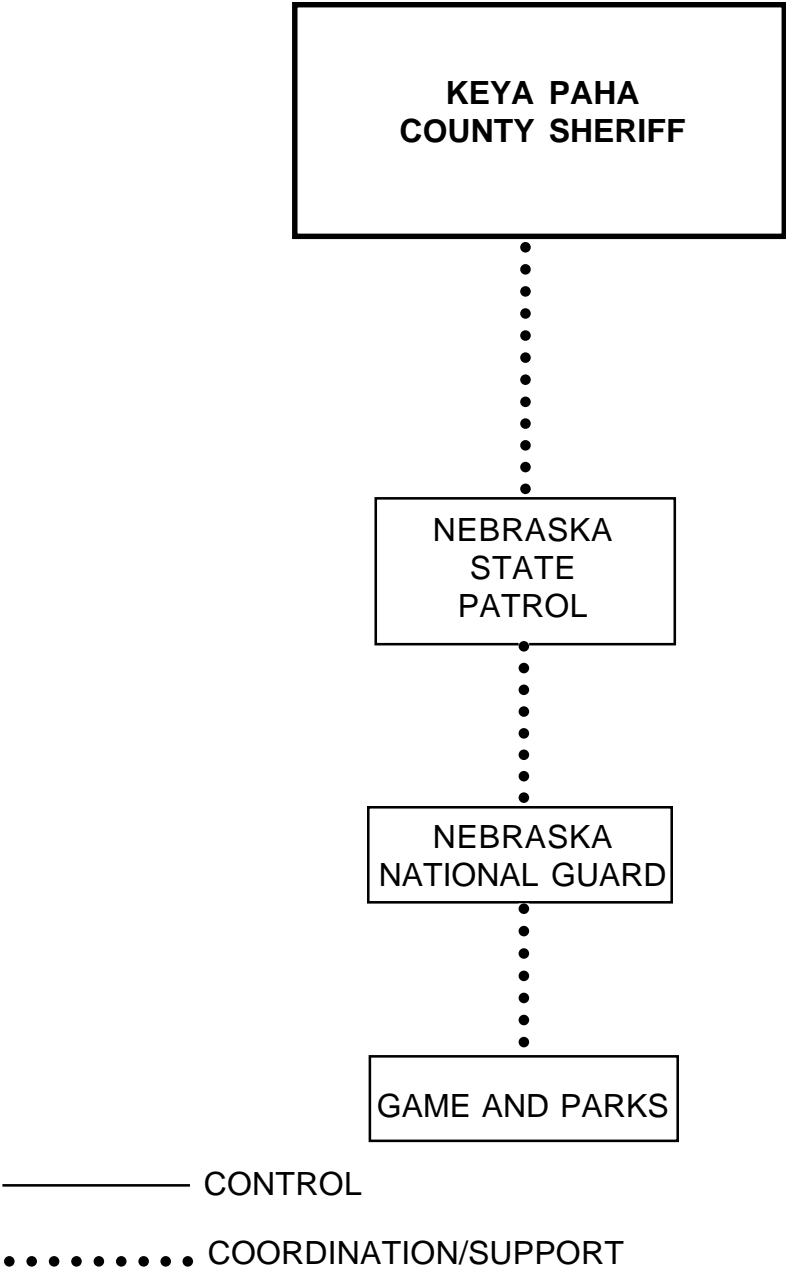 KEYA PAHA
COUNTY SHERIFF
NEBRASKA
STATE
PATROL
NEBRASKA
NATIONAL GUARD
GAME AND PARKS
CONTROL
COORDINATION/SUPPORT